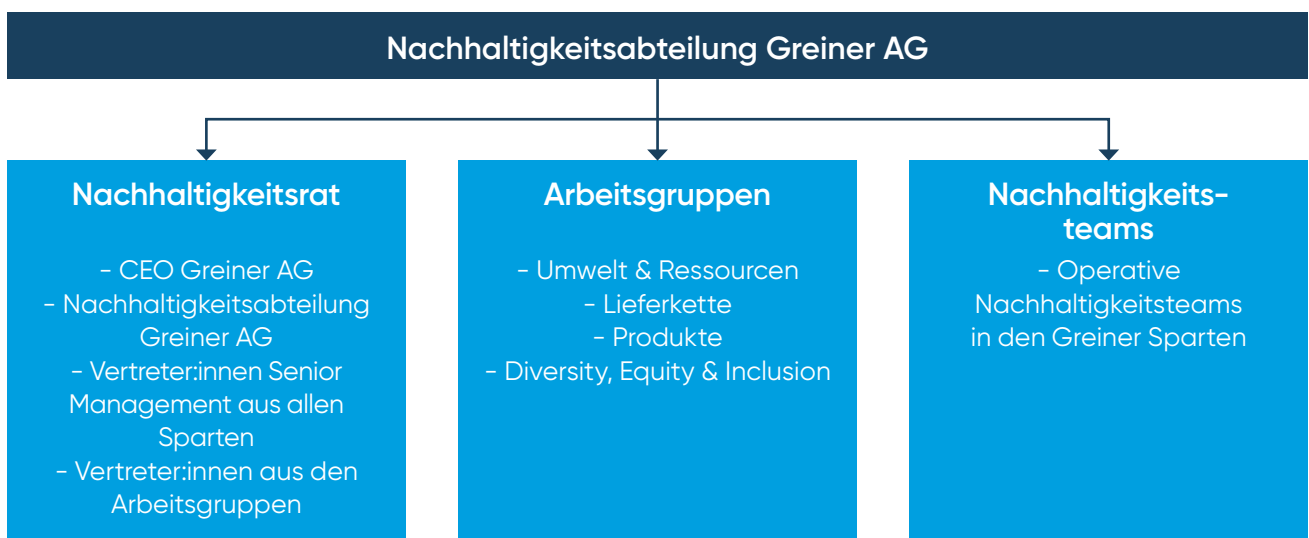 Nachhaltigkeitsabteilung Greiner AG
Nachhaltigkeitsrat
- CEO Greiner AG
- Nachhaltigkeitsabteilung
Greiner AG
- Vertreter:innen Senior
Management aus allen
Sparten
- Vertreter:innen aus den
Arbeitsgruppen
Arbeitsgruppen
- Umwelt & Ressourcen
- Lieferkette
- Produkte
- Diversity, Equity & Inclusion
Nachhaltigkeits-
teams
- Operative
Nachhaltigkeitsteams
in den Greiner Sparten